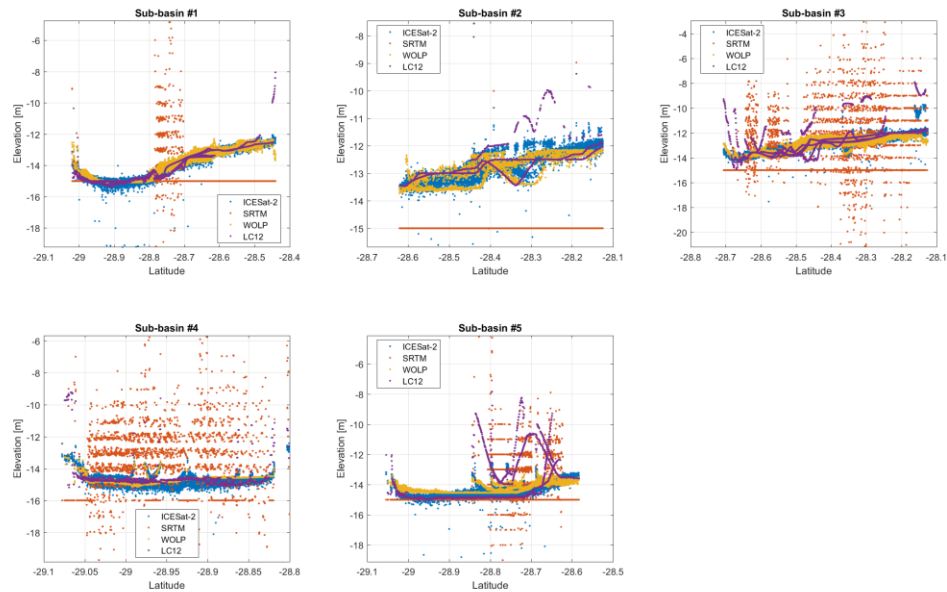 Sub-basin #1
-6
-8
-10
-12
-14
-16
-18
Elevation [m]
-29.1 -29 -28.9 -28.8 -28.7 -28.6 -28.5 -28.4
Latitude
ICESat-2
SRTM
WOLP
LC12
Sub-basin #2
-8
-9
-10
-11
-12
-13
-14
-15
Elevation [m]
-28.7 -28.6 -28.5 -28.4 -28.3 -28.2 -28.1
Latitude
ICESat-2
SRTM
WOLP
LC12
Sub-basin #3
-4
-6
-8
-10
-12
-14
-16
-18
-20
Elevation [m]
-28.8 -28.7 -28.6 -28.5 -28.4 -28.3 -28.2 -28.1
Latitude
ICESat-2
SRTM
WOLP
LC12
Sub-basin #4
-6
-8
-10
-12
-14
-16
-18
Elevation [m]
-29.1 -29.05 -29 -28.95 -28.9 -28.85 -28.8
Latitude
ICESat-2
SRTM
WOLP
LC12
Sub-basin #5
-4
-6
-8
-10
-12
-14
-16
-18
Elevation [m]
-29.1 -29 -28.9 -28.8 -28.7 -28.6 -28.5
Latitude
ICESat-2
SRTM
WOLP
LC12